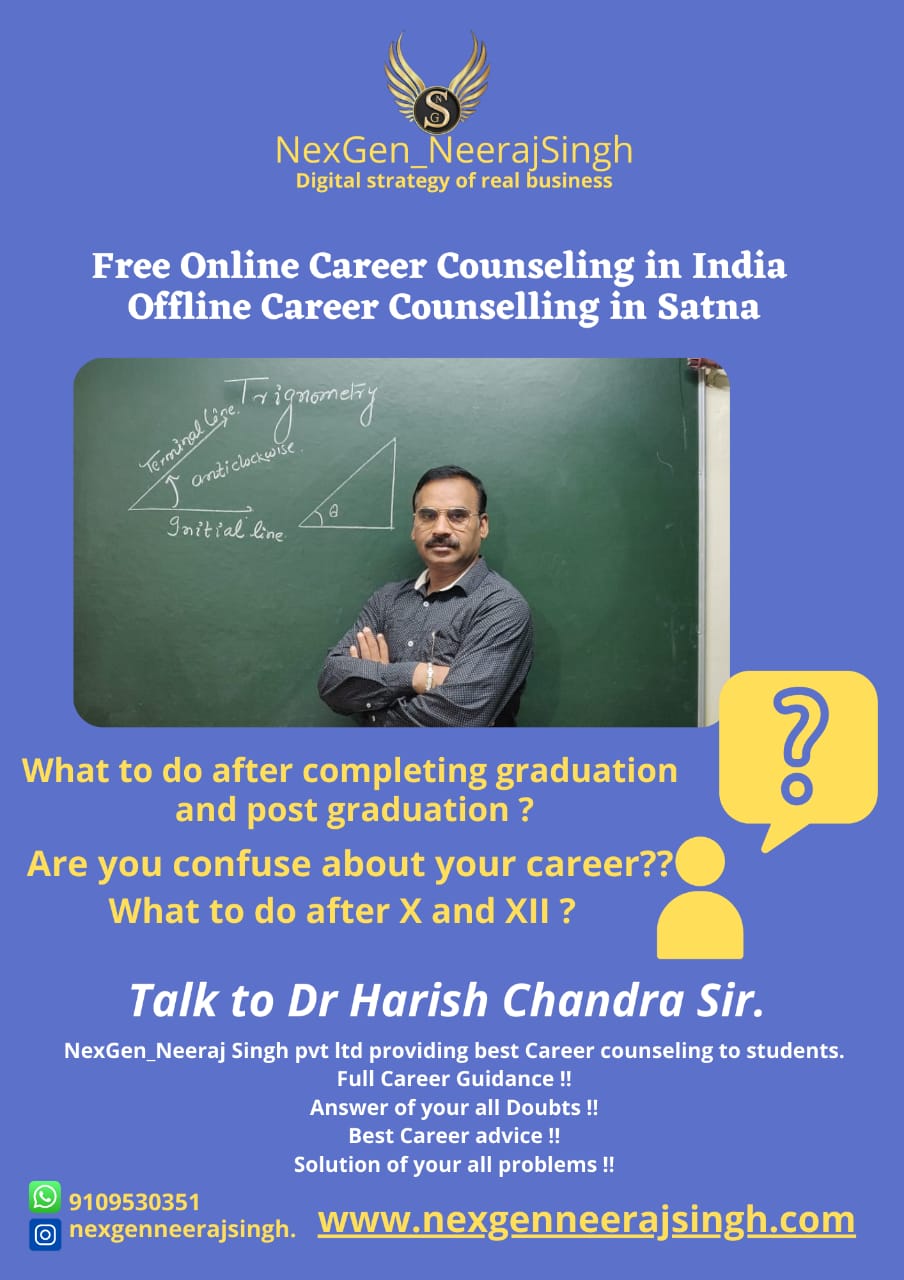 S
N
G
NexGen_NeerajSingh
Digital strategy of real business
Free Online Career Counseling in India
Offline Career Counselling in Satna
Trignometry
Terminal line.
anticlockwise.
θ
Initial line.
What to do after completing graduation
and post graduation ?
?
Are you confuse about your career??
What to do after X and XII ?
Talk to Dr Harish Chandra Sir.
NexGen_Neeraj Singh pvt ltd providing best Career counseling to students.
Full Career Guidance !!
Answer of your all Doubts !!
Best Career advice !!
Solution of your all problems !!
9109530351
nexgenneerajsingh.
www.nexgenneerajsingh.com